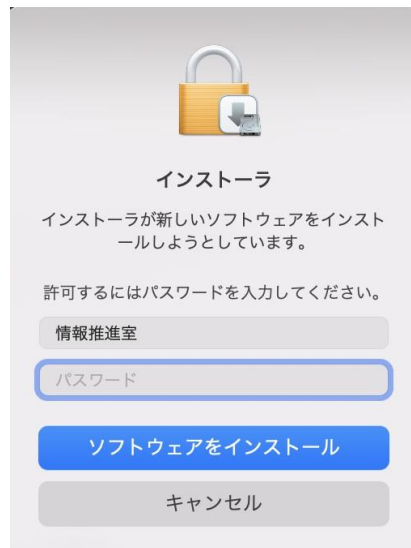 インストーラ
インストーラが新しいソフトウェアをインスト
ールしようとしています。
許可するにはパスワードを入力してください。
情報推進室
パスワード
ソフトウェアをインストール
キャンセル